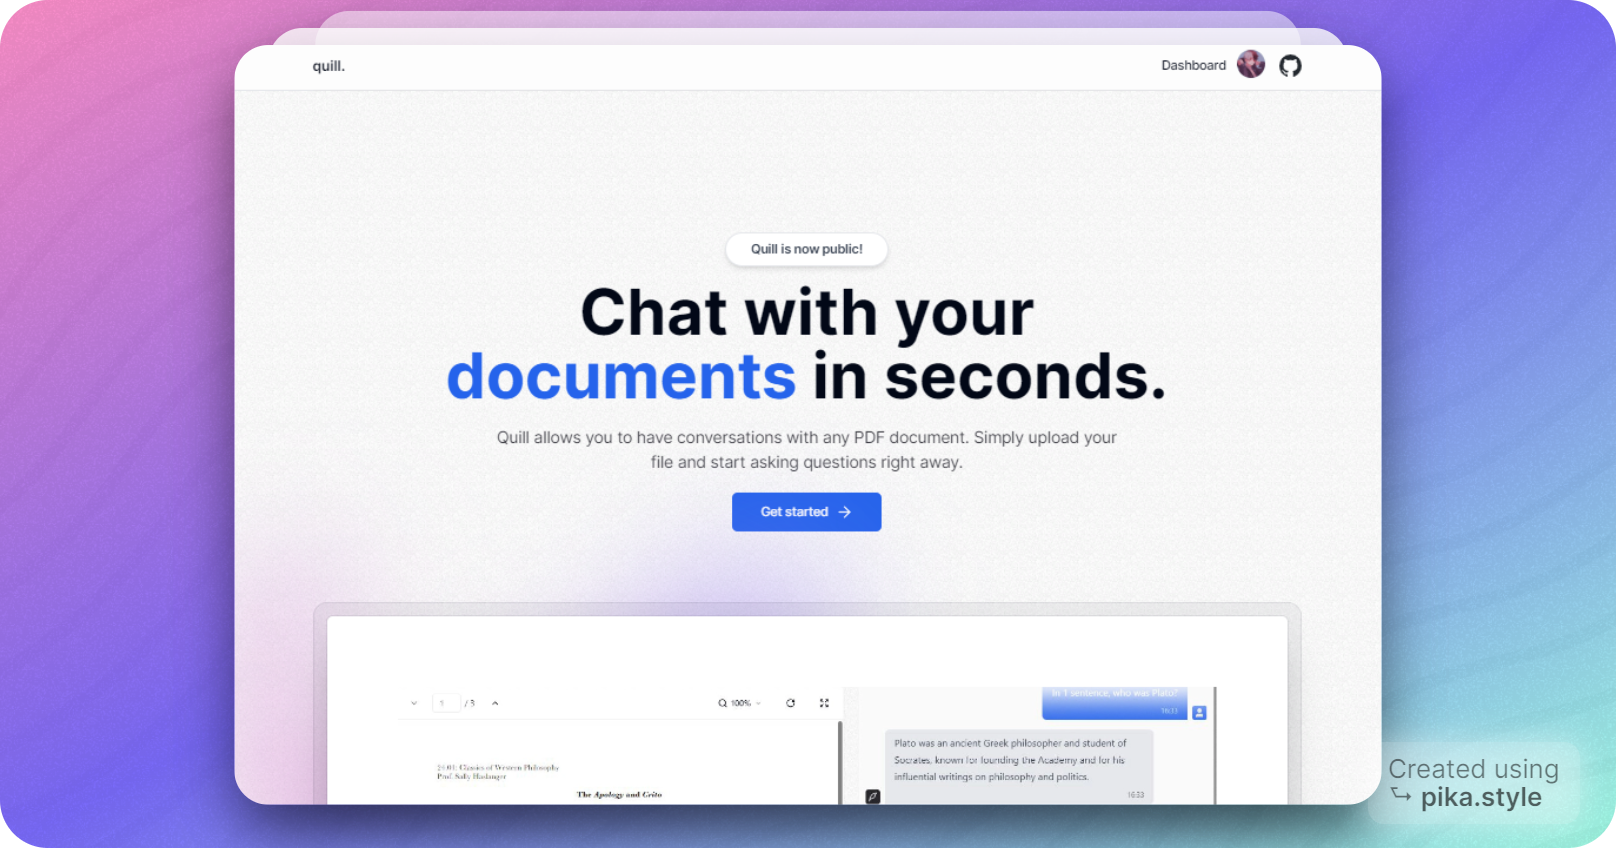 quill.
Dashboard
Quill is now public!
Chat with your
documents in seconds.
Quill allows you to have conversations with any PDF document. Simply upload your
file and start asking questions right away.
Get started
1 / 3
100%
In 1 sentence, who was Plato?
16:33
Plato was an ancient Greek philosopher and student of
Socrates, known for founding the Academy and for his
influential writings on philosophy and politics.
16:33
24.01: Classics of Western Philosophy
Prof. Sally Haslanger
The Apology and Crito
Created using
pika.style